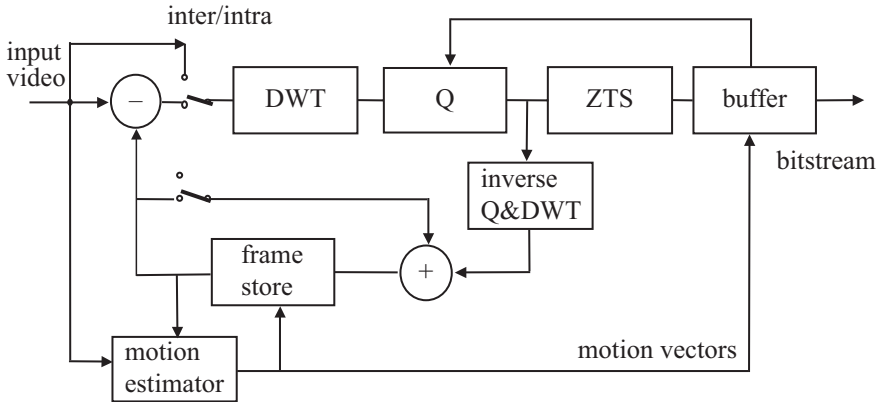 inter/intra
input
video
−
DWT
Q
ZTS
buffer
bitstream
inverse
Q&DWT
frame
store
+
motion vectors
motion
estimator